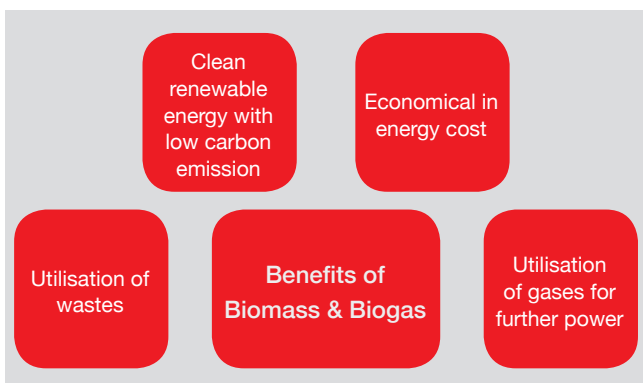 Clean
renewable
energy with
low carbon
emission
Economical in
energy cost
Utilisation of
wastes
Benefits of
Biomass & Biogas
Utilisation
of gases for
further power